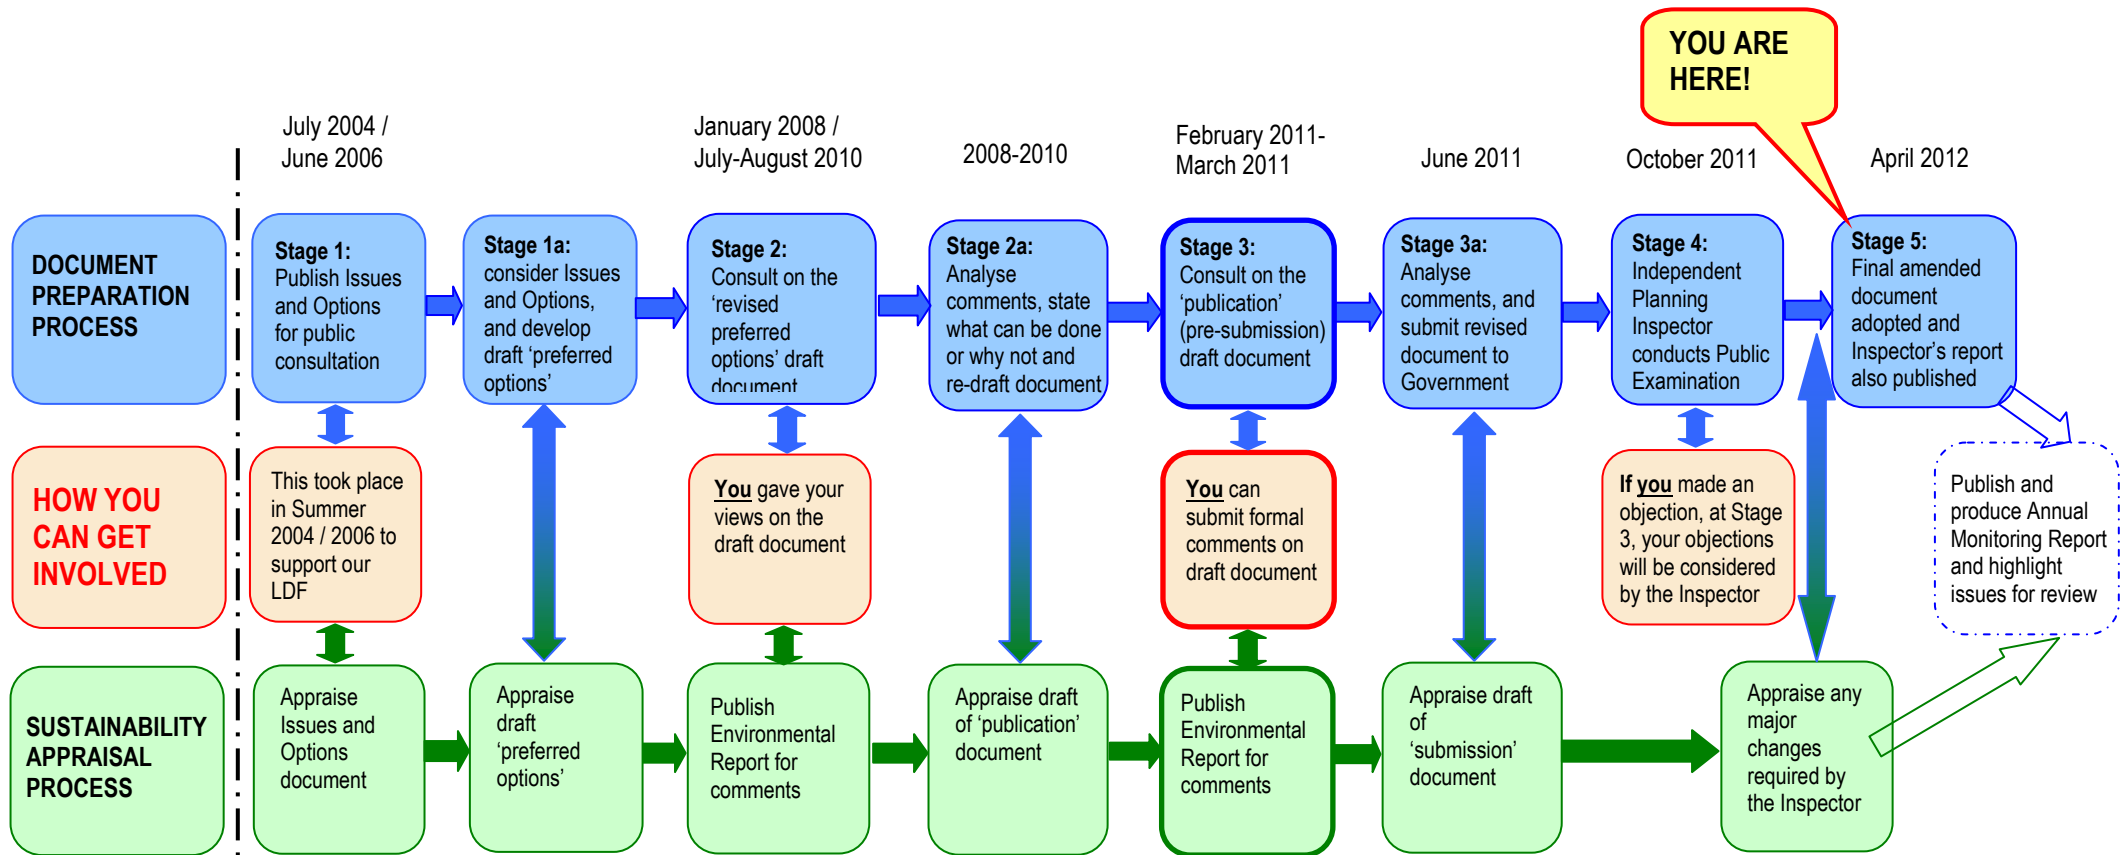 YOU ARE
HERE!
July 2004 /
June 2006
January 2008 /
July-August 2010
2008-2010
February 2011-
March 2011
June 2011
October 2011
April 2012
DOCUMENT
PREPARATION
PROCESS
Stage 1:
Publish Issues
and Options
for public
consultation
Stage 1a:
consider Issues
and Options,
and develop
draft ‘preferred
options’
Stage 2:
Consult on the
‘revised
preferred
options’ draft
document
Stage 2a:
Analyse
comments, state
what can be done
or why not and
re-draft document
Stage 3:
Consult on the
‘publication’
(pre-submission)
draft document
Stage 3a:
Analyse
comments, and
submit revised
document to
Government
Stage 4:
Independent
Planning
Inspector
conducts Public
Examination
Stage 5:
Final amended
document
adopted and
Inspector’s report
also published
HOW YOU
CAN GET
INVOLVED
This took place
in Summer
2004 / 2006 to
support our
LDF
You gave your
views on the
draft document
You can
submit formal
comments on
draft document
If you made an
objection, at Stage
3, your objections
will be considered
by the Inspector
Publish and
produce Annual
Monitoring Report
and highlight
issues for review
SUSTAINABILITY
APPRAISAL
PROCESS
Appraise
Issues and
Options
document
Appraise
draft
‘preferred
options’
Publish
Environmental
Report for
comments
Appraise draft
of ‘publication’
document
Publish
Environmental
Report for
comments
Appraise draft
of
‘submission’
document
Appraise any
major
changes
required by
the Inspector